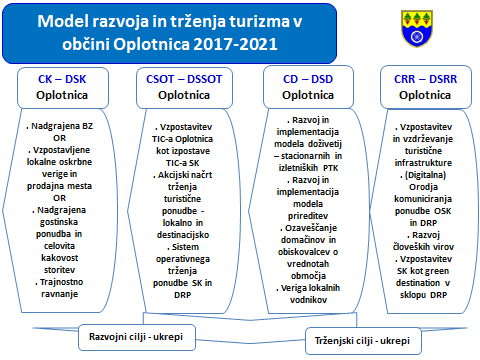 Model razvoja in trženja turizma v
občini Oplotnica 2017-2021
CK – DSK
Oplotnica
. Nadgrajena BZ
OR
. Vzpostavljene
lokalne oskrbne
verige in
prodajna mesta
OR
. Nadgrajena
gostinska
ponudba in
celovita
kakovost
storitev
. Trajnostno
ravnanje
CSOT – DSSOT
Oplotnica
. Vzpostavitev
TIC-a Oplotnica
kot izpostave
TIC-a SK
. Akcijski načrt
trženja
turistične
ponudbe -
lokalno in
destinacijsko
. Sistem
operativnega
trženja
ponudbe SK in
DRP
CD – DSD
Oplotnica
. Razvoj in
implementacija
modela doživetij
– stacionarnih in
izletniških PTK
. Razvoj in
implementacija
modela
prireditev
. Ozaveščanje
domačinov in
obiskovalcev o
vrednotah
območja
. Veriga lokalnih
vodnikov
CRR – DSRR
Oplotnica
. Vzpostavitev
in vzdrževanje
turistične
infrastrukture
. (Digitalna)
Orodja
komuniciranja
ponudbe OSK
in DRP
. Razvoj
človeških virov
. Vzpostavitev
SK kot green
destination v
sklopu DRP
Razvojni cilji - ukrepi
Trženjski cilji - ukrepi